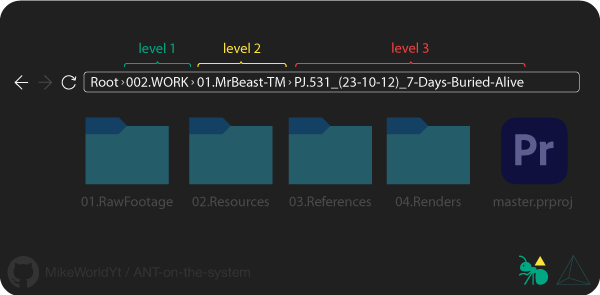 level 1 level 2 level 3
Root›002.WORK›01.MrBeast-TM›PJ.531_(23-10-12)_7-Days-Buried-Alive
Pr
01.RawFootage 02.Resources 03.References 04.Renders master.prproj
MikeWorldYt / ANT-on-the-system